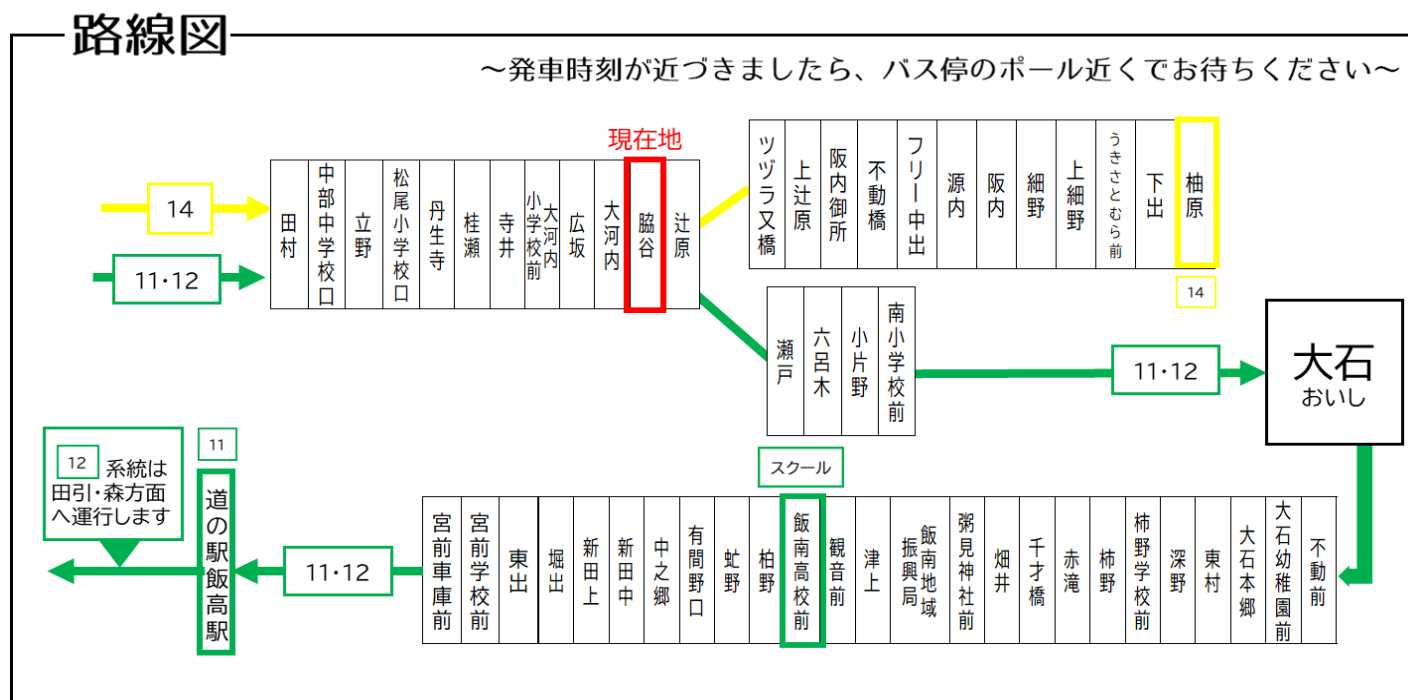 路線図
～発車時刻が近づきましたら、バス停のポール近くでお待ちください～
現在地
14
11・12
田村
中部中学校口
立野
松尾小学校口
丹生寺
桂瀬
寺井
大河内小学校前
広坂
大河内
脇谷
辻原
ツヅラ又橋
上辻原
阪内御所
不動橋
フリー中出
源内
阪内
細野
上細野
うきさとむら前
下出
柚原
14
瀬戸
六呂木
小片野
南小学校前
11・12
大石
おいし
不動前
大石幼稚園前
大石本郷
東村
深野
柿野学校前
柿野
赤滝
千才橋
畑井
粥見神社前
飯南地域振興局
津上
観音前
スクール
飯南高校前
柏野
虻野
有間野口
中之郷
新田中
新田上
堀出
東出
宮前学校前
宮前車庫前
11・12
11
道の駅飯高駅
12 系統は
田引・森方面
へ運行します